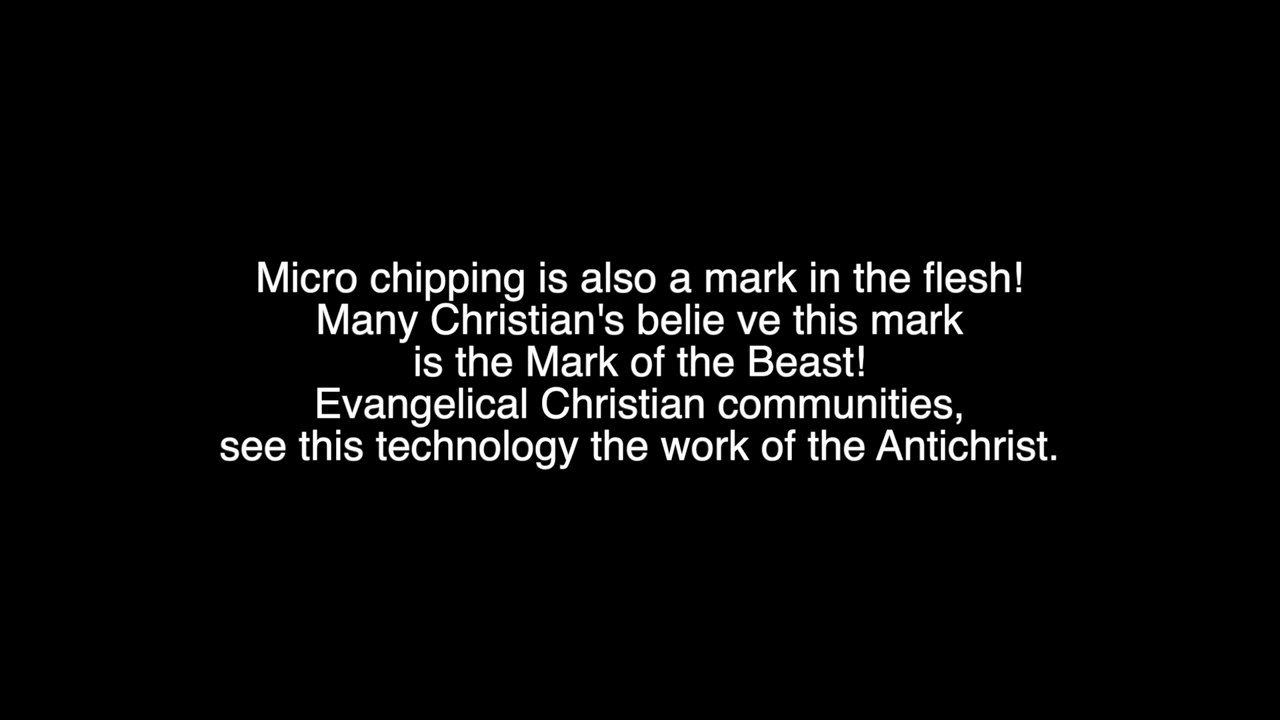 Micro chipping is also a mark in the flesh!
Many Christian's belie ve this mark
is the Mark of the Beast!
Evangelical Christian communities,
see this technology the work of the Antichrist.